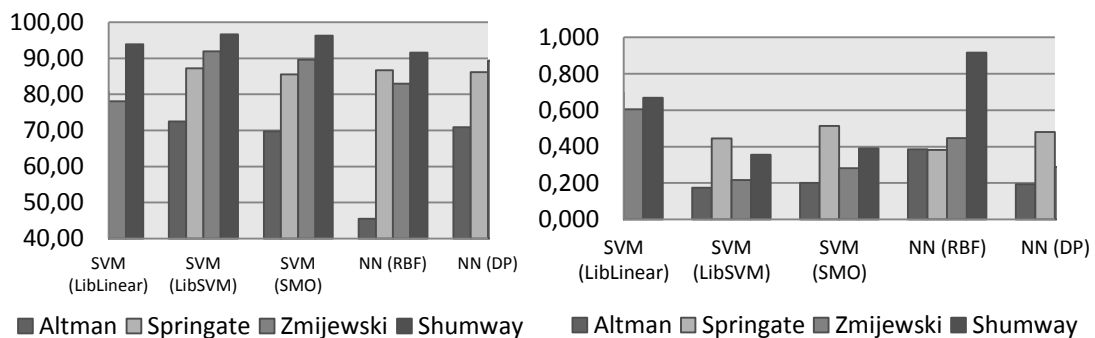 100,00
90,00
80,00
70,00
60,00
50,00
40,00
SVM (LibLinear)
SVM (LibSVM)
SVM (SMO)
NN (RBF)
NN (DP)
Altman Springate Zmijewski Shumway
1,000
0,800
0,600
0,400
0,200
0,000
SVM (LibLinear)
SVM (LibSVM)
SVM (SMO)
NN (RBF)
NN (DP)
Altman Springate Zmijewski Shumway